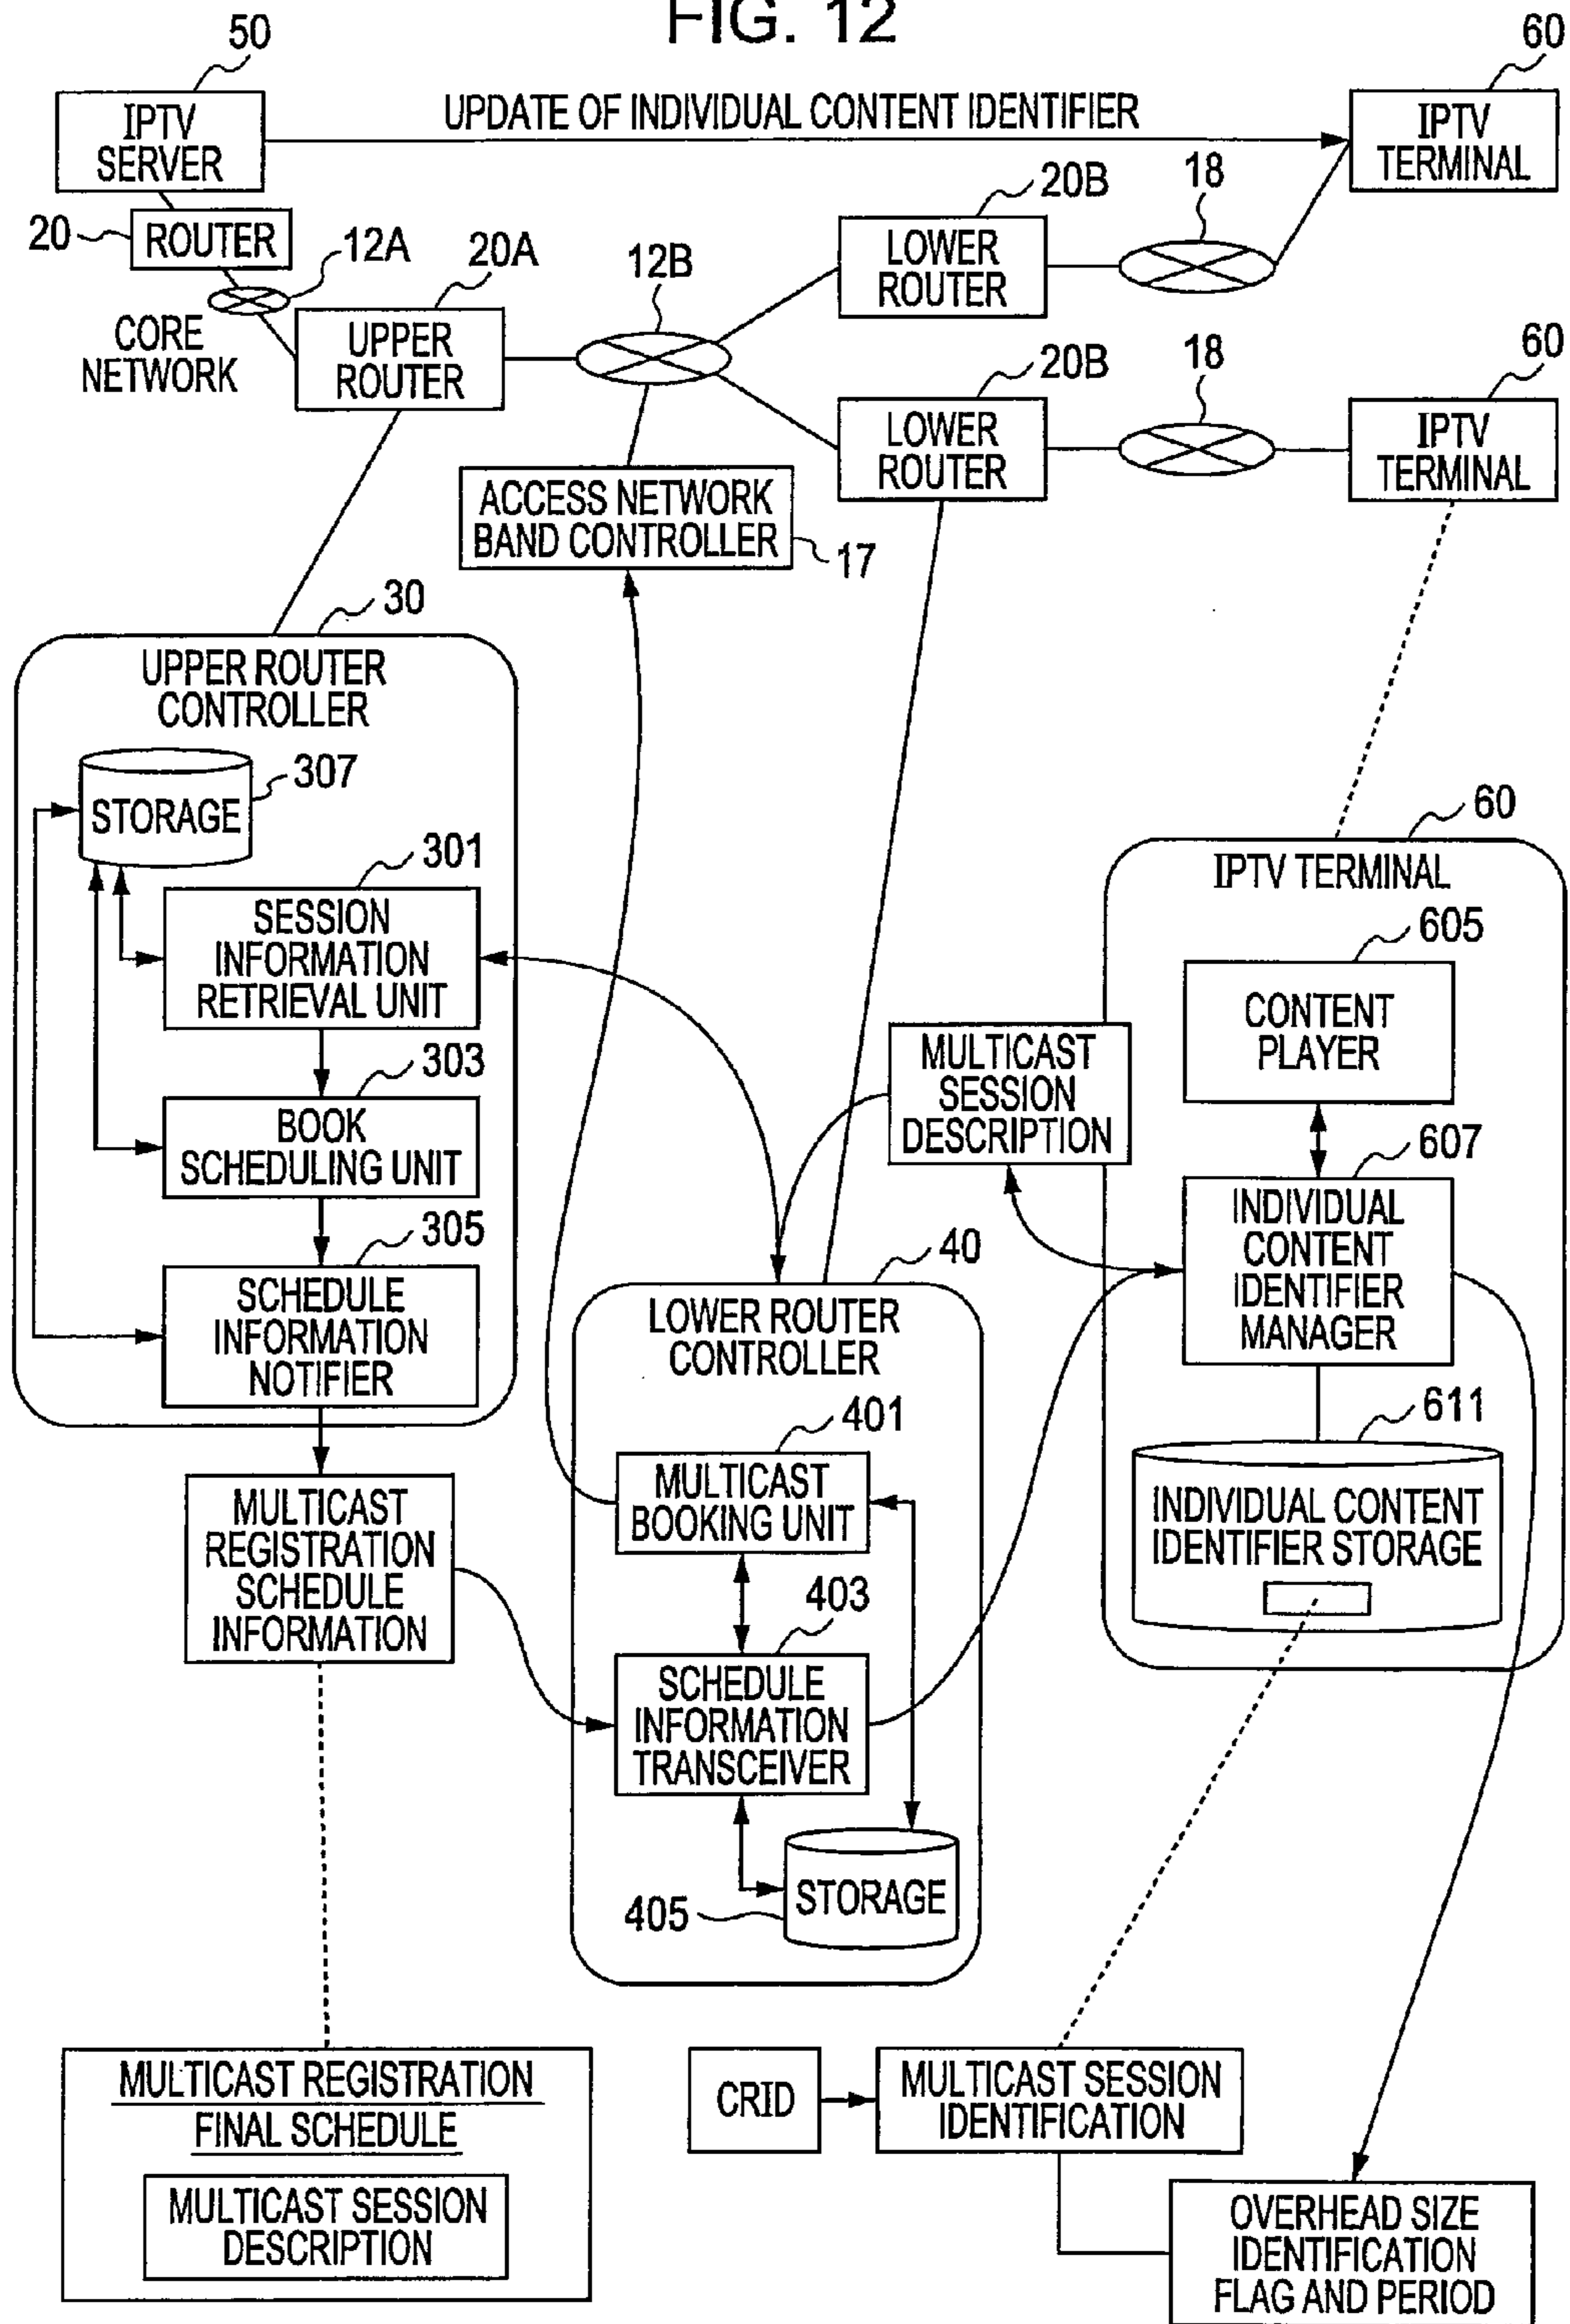 FIG. 12
50
60
IPTV
SERVER
UPDATE OF INDIVIDUAL CONTENT IDENTIFIER
IPTV
TERMINAL
20
ROUTER
12A
20A
12B
20B
18
LOWER
ROUTER
CORE
NETWORK
UPPER
ROUTER
20B
18
60
LOWER
ROUTER
IPTV
TERMINAL
ACCESS NETWORK
BAND CONTROLLER
17
30
UPPER ROUTER
CONTROLLER
307
STORAGE
301
SESSION
INFORMATION
RETRIEVAL UNIT
303
BOOK
SCHEDULING UNIT
305
SCHEDULE
INFORMATION
NOTIFIER
MULTICAST
REGISTRATION
SCHEDULE
INFORMATION
60
IPTV TERMINAL
605
CONTENT
PLAYER
MULTICAST
SESSION
DESCRIPTION
607
INDIVIDUAL
CONTENT
IDENTIFIER
MANAGER
611
INDIVIDUAL CONTENT
IDENTIFIER STORAGE
40
LOWER ROUTER
CONTROLLER
401
MULTICAST
BOOKING UNIT
403
SCHEDULE
INFORMATION
TRANSCEIVER
405
STORAGE
MULTICAST REGISTRATION
FINAL SCHEDULE
MULTICAST SESSION
DESCRIPTION
CRID
MULTICAST SESSION
IDENTIFICATION
OVERHEAD SIZE
IDENTIFICATION
FLAG AND PERIOD